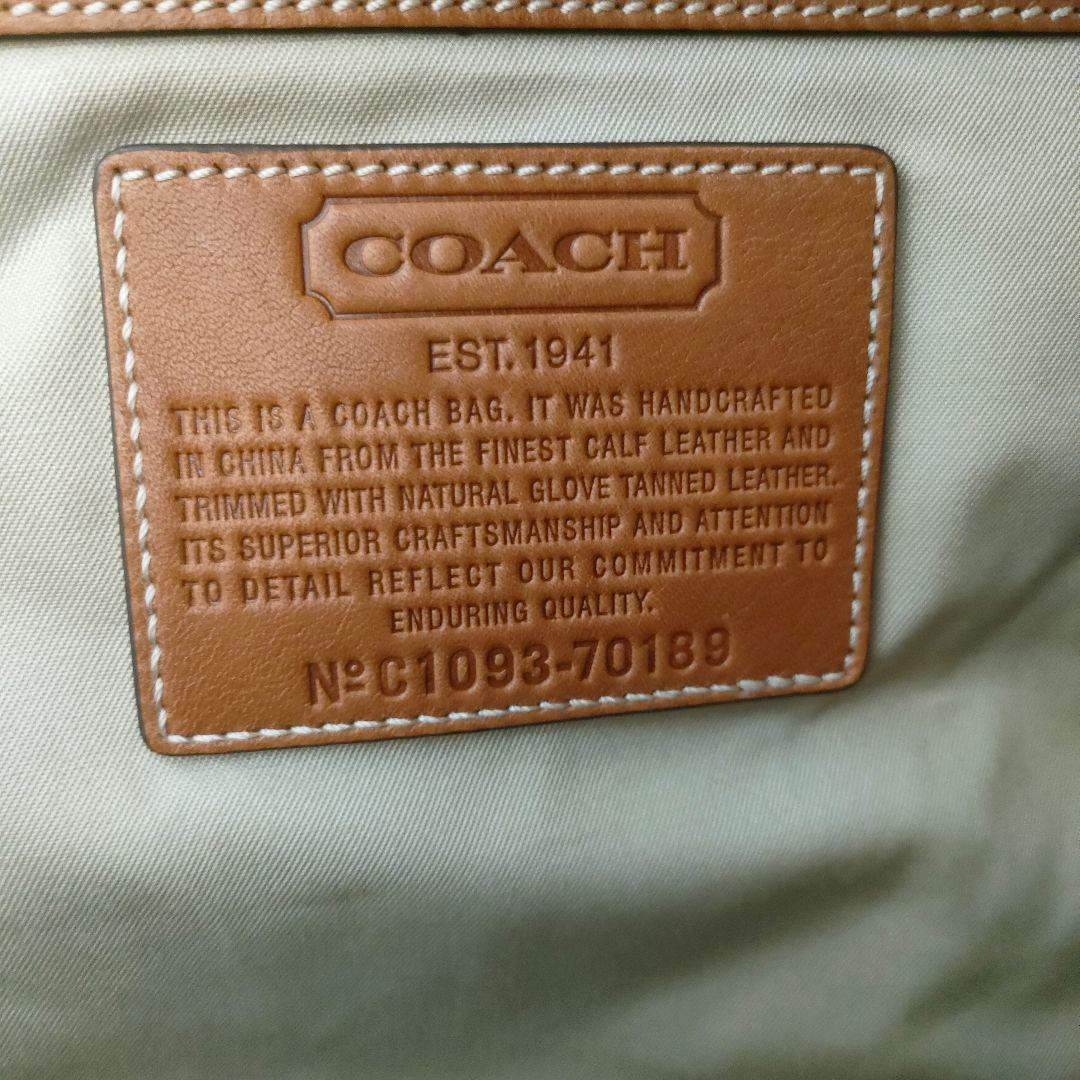 COACH
EST. 1941
THIS IS A COACH BAG. IT WAS HANDCRAFTED
IN CHINA FROM THE FINEST CALF LEATHER AND
TRIMMED WITH NATURAL GLOVE TANNED LEATHER.
ITS SUPERIOR CRAFTSMANSHIP AND ATTENTION
TO DETAIL REFLECT OUR COMMITMENT TO
ENDURING QUALITY.
Nº C1093-70189